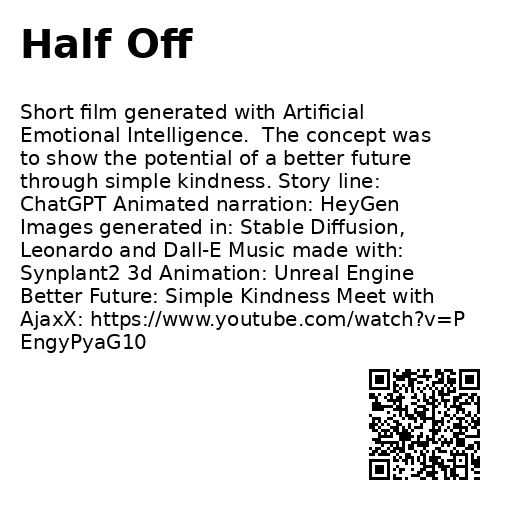 Half Off
Short film generated with Artificial
Emotional Intelligence.  The concept was
to show the potential of a better future
through simple kindness. Story line:
ChatGPT Animated narration: HeyGen
Images generated in: Stable Diffusion,
Leonardo and Dall-E Music made with:
Synplant2 3d Animation: Unreal Engine
Better Future: Simple Kindness Meet with
AjaxX: https://www.youtube.com/watch?v=P
EngyPyaG10